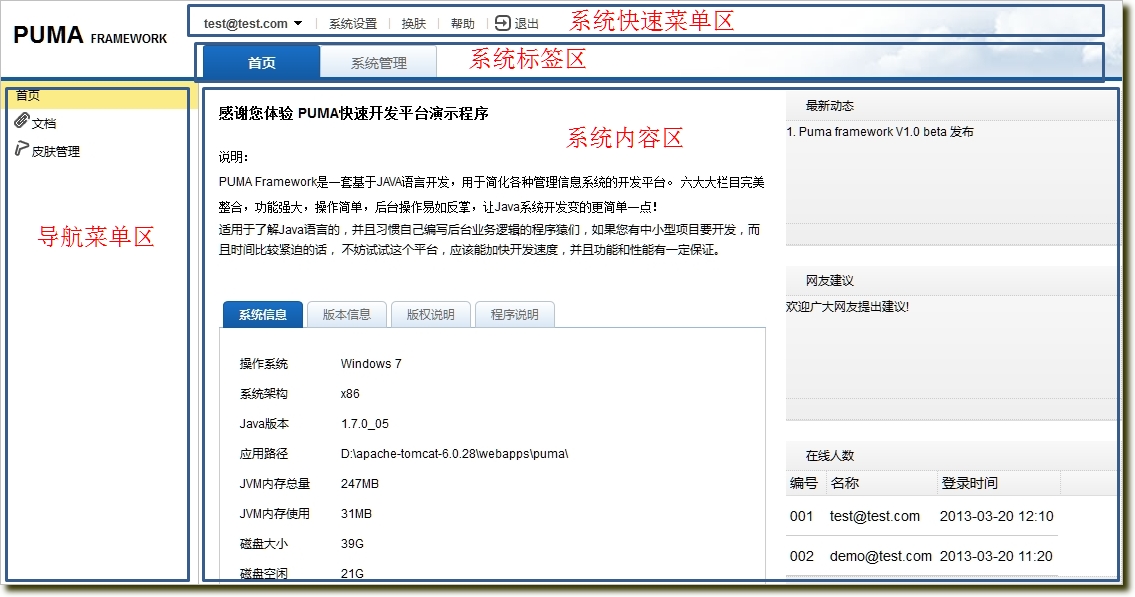 PUMA FRAMEWORK
test@test.com 系统设置 换肤 帮助 退出
系统快速菜单区
首页 系统管理
系统标签区
首页
文档
皮肤管理
导航菜单区
感谢您体验 PUMA快速开发平台演示程序
系统内容区
说明：
PUMA Framework是一套基于JAVA语言开发，用于简化各种管理信息系统的开发平台。 六大大栏目完美
整合，功能强大，操作简单，后台操作易如反掌，让Java系统开发变的更简单一点！
适用于了解Java语言的，并且习惯自己编写后台业务逻辑的程序猿们，如果您有中小型项目要开发，而
且时间比较紧迫的话， 不妨试试这个平台，应该能加快开发速度，并且功能和性能有一定保证。
系统信息 版本信息 版权说明 程序说明
操作系统 Windows 7
系统架构 x86
Java版本 1.7.0_05
应用路径 D:\apache-tomcat-6.0.28\webapps\puma\
JVM内存总量 247MB
JVM内存使用 31MB
磁盘大小 39G
磁盘空闲 21G
最新动态
1. Puma framework V1.0 beta 发布
网友建议
欢迎广大网友提出建议!
在线人数
编号 名称 登录时间
001 test@test.com 2013-03-20 12:10
002 demo@test.com 2013-03-20 11:20